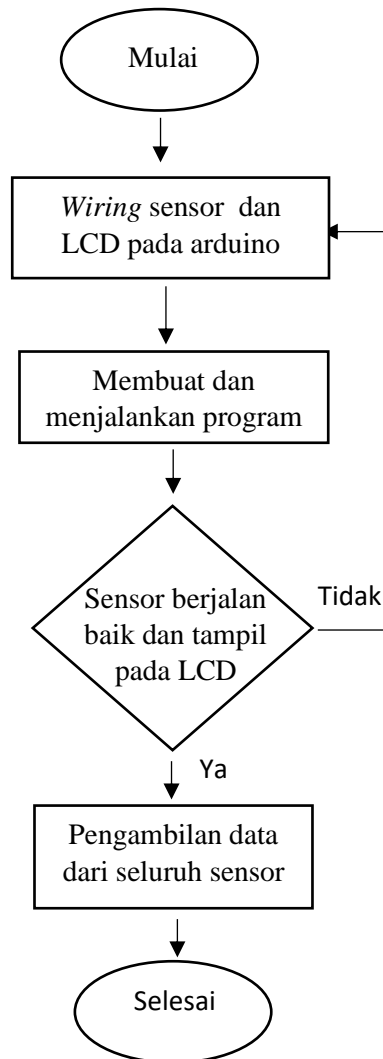 Mulai
Wiring sensor dan
LCD pada arduino
Membuat dan
menjalankan program
Sensor berjalan
baik dan tampil
pada LCD
Tidak
Ya
Pengambilan data
dari seluruh sensor
Selesai